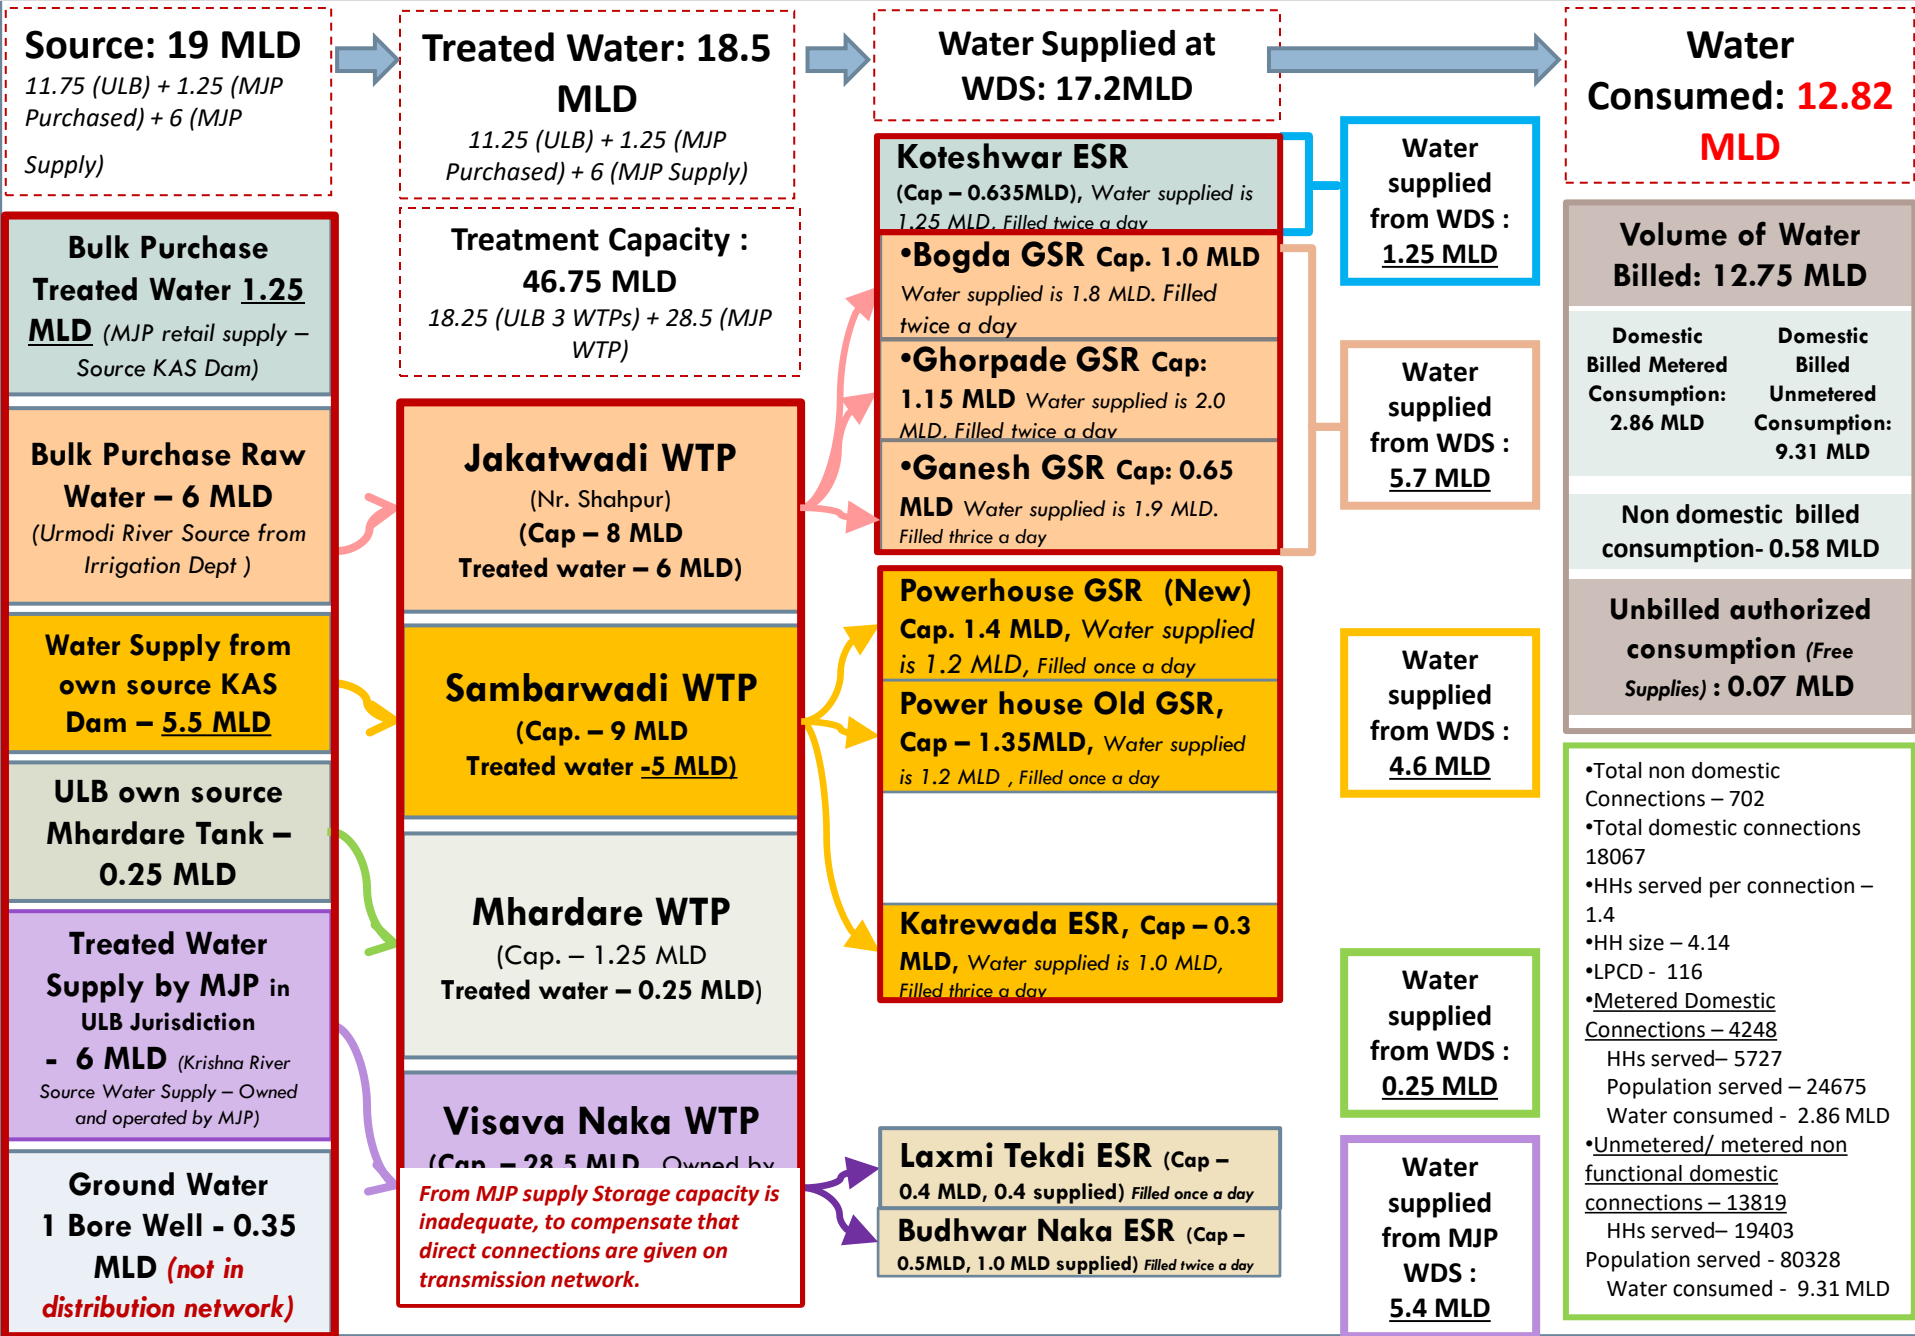 Source: 19 MLD
11.75 (ULB) + 1.25 (MJP
Purchased) + 6 (MJP
Supply)
Treated Water: 18.5
MLD
11.25 (ULB) + 1.25 (MJP
Purchased) + 6 (MJP Supply)
Water Supplied at
WDS: 17.2MLD
Water
Consumed: 12.82
MLD
Treatment Capacity :
46.75 MLD
18.25 (ULB 3 WTPs) + 28.5 (MJP
WTP)
Bulk Purchase
Treated Water 1.25
MLD (MJP retail supply –
Source KAS Dam)
Bulk Purchase Raw
Water – 6 MLD
(Urmodi River Source from
Irrigation Dept )
Water Supply from
own source KAS
Dam – 5.5 MLD
ULB own source
Mhardare Tank –
0.25 MLD
Treated Water
Supply by MJP in
ULB Jurisdiction
- 6 MLD (Krishna River
Source Water Supply – Owned
and operated by MJP)
Ground Water
1 Bore Well - 0.35
MLD (not in
distribution network)
Jakatwadi WTP
(Nr. Shahpur)
(Cap – 8 MLD
Treated water – 6 MLD)
Sambarwadi WTP
(Cap. – 9 MLD
Treated water -5 MLD)
Mhardare WTP
(Cap. – 1.25 MLD
Treated water – 0.25 MLD)
Visava Naka WTP
(Cap. – 28.5 MLD Owned by
From MJP supply Storage capacity is
inadequate, to compensate that
direct connections are given on
transmission network.
Koteshwar ESR
(Cap – 0.635MLD), Water supplied is
1.25 MLD, Filled twice a day
•Bogda GSR Cap. 1.0 MLD
Water supplied is 1.8 MLD. Filled
twice a day
•Ghorpade GSR Cap:
1.15 MLD Water supplied is 2.0
MLD, Filled twice a day
•Ganesh GSR Cap: 0.65
MLD Water supplied is 1.9 MLD.
Filled thrice a day
Powerhouse GSR (New)
Cap. 1.4 MLD, Water supplied
is 1.2 MLD, Filled once a day
Power house Old GSR,
Cap – 1.35MLD, Water supplied
is 1.2 MLD , Filled once a day
Katrewada ESR, Cap – 0.3
MLD, Water supplied is 1.0 MLD,
Filled thrice a day
Laxmi Tekdi ESR (Cap –
0.4 MLD, 0.4 supplied) Filled once a day
Budhwar Naka ESR (Cap –
0.5MLD, 1.0 MLD supplied) Filled twice a day
Water
supplied
from WDS :
1.25 MLD
Water
supplied
from WDS :
5.7 MLD
Water
supplied
from WDS :
4.6 MLD
Water
supplied
from WDS :
0.25 MLD
Water
supplied
from MJP
WDS :
5.4 MLD
Volume of Water
Billed: 12.75 MLD
Domestic
Billed Metered
Consumption:
2.86 MLD
Domestic
Billed
Unmetered
Consumption:
9.31 MLD
Non domestic billed
consumption- 0.58 MLD
Unbilled authorized
consumption (Free
Supplies) : 0.07 MLD
•Total non domestic
Connections – 702
•Total domestic connections
18067
•HHs served per connection –
1.4
•HH size – 4.14
•LPCD - 116
•Metered Domestic
Connections – 4248
HHs served– 5727
Population served – 24675
Water consumed - 2.86 MLD
•Unmetered/ metered non
functional domestic
connections – 13819
HHs served– 19403
Population served - 80328
Water consumed - 9.31 MLD